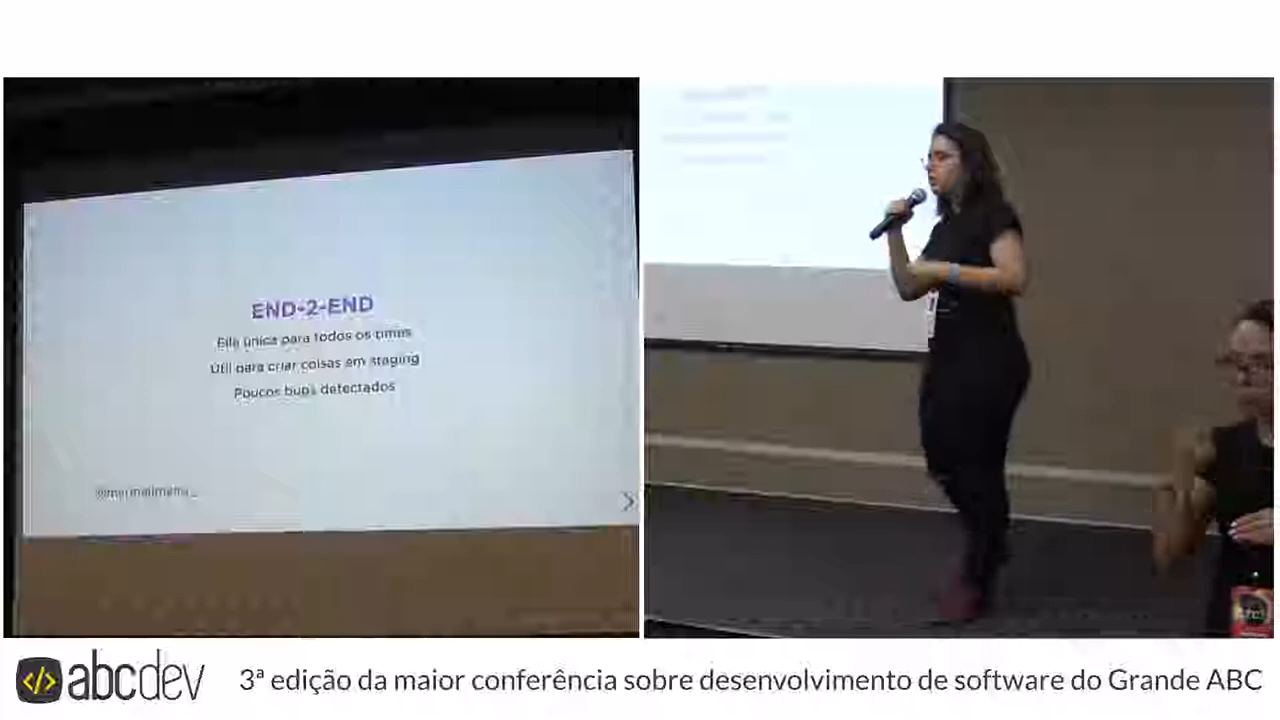 END-2-END
Fila única para todos os times
Útil para criar coisas em staging
Poucos bugs detectados
</> abcdev
3ª edição da maior conferência sobre desenvolvimento de software do Grande ABC